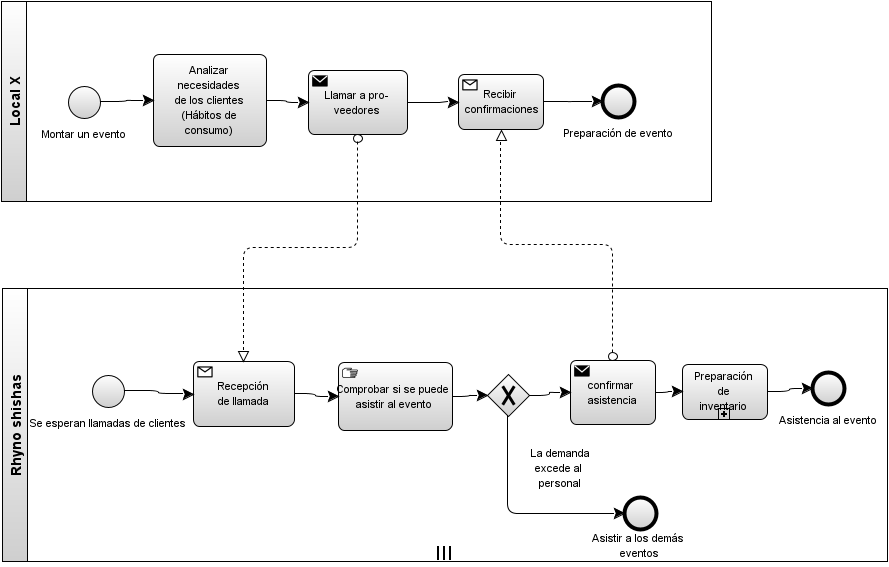 Local X
Montar un evento
Analizar
necesidades
de los clientes
(Hábitos de
consumo)
Llamar a pro-
veedores
Recibir
confirmaciones
Preparación de evento
Rhyno shishas
Se esperan llamadas de clientes
Recepción
de llamada
Comprobar si se puede
asistir al evento
X
La demanda
excede al
personal
confirmar
asistencia
Preparación
de
inventario
Asistencia al evento
Asistir a los demás
eventos